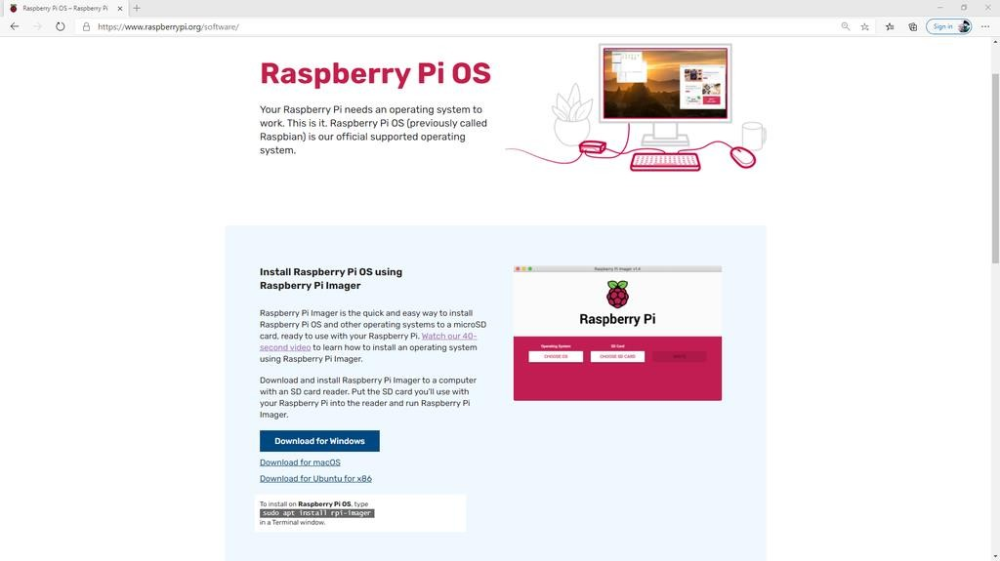 Raspberry Pi OS – Raspberry Pi
https://www.raspberrypi.org/software/
Sign in
Raspberry Pi OS
Your Raspberry Pi needs an operating system to
work. This is it. Raspberry Pi OS (previously called
Raspbian) is our official supported operating
system.
Install Raspberry Pi OS using
Raspberry Pi Imager
Raspberry Pi Imager is the quick and easy way to install
Raspberry Pi OS and other operating systems to a microSD
card, ready to use with your Raspberry Pi. Watch our 40-
second video to learn how to install an operating system
using Raspberry Pi Imager.
Download and install Raspberry Pi Imager to a computer
with an SD card reader. Put the SD card you'll use with
your Raspberry Pi into the reader and run Raspberry Pi
Imager.
Download for Windows
Download for macOS
Download for Ubuntu for x86
To install on Raspberry Pi OS, type
sudo apt install rpi-imager
in a Terminal window.
Raspberry Pi Imager v1.4
Raspberry Pi
Operating System SD Card
CHOOSE OS CHOOSE SD CARD WRITE